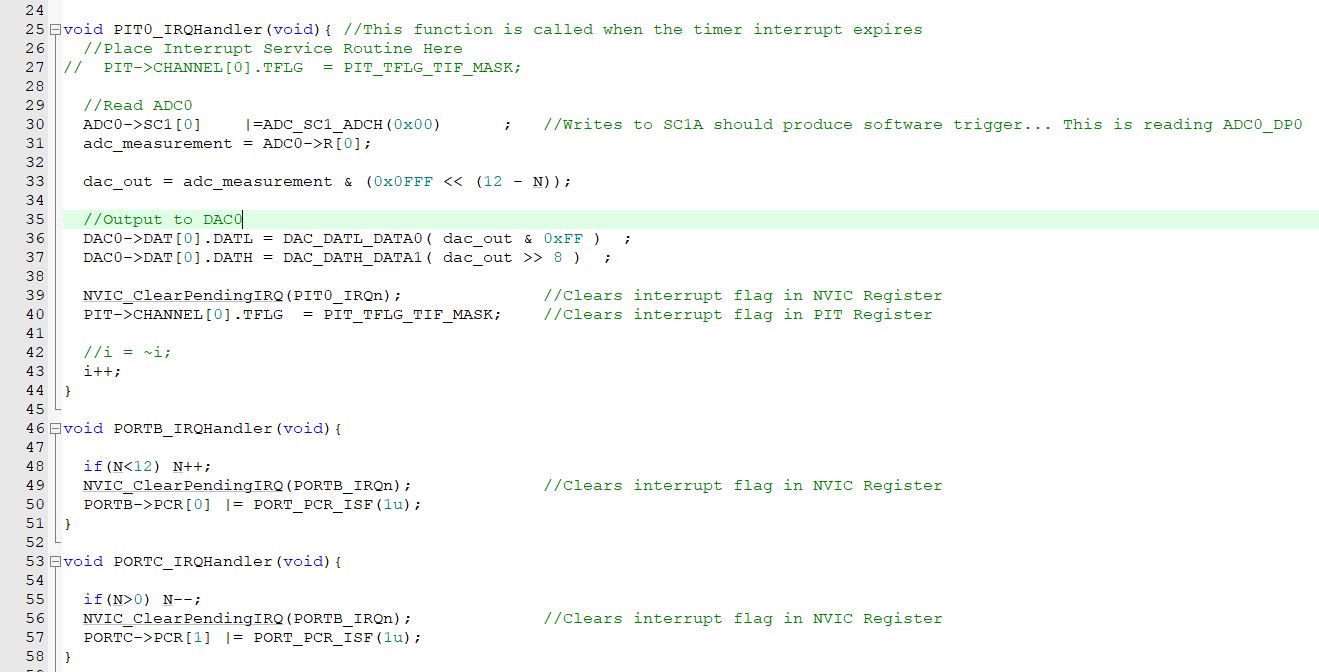 24
25 void PIT0_IRQHandler(void){ //This function is called when the timer interrupt expires
26 //Place Interrupt Service Routine Here
27 //  PIT->CHANNEL[0].TFLG  = PIT_TFLG_TIF_MASK;
28
29 //Read ADC0
30 ADC0->SC1[0]    |=ADC_SC1_ADCH(0x00)      ;   //Writes to SC1A should produce software trigger... This is reading ADC0_DP0
31 adc_measurement = ADC0->R[0];
32
33 dac_out = adc_measurement & (0x0FFF << (12 - N));
34
35 //Output to DAC0
36 DAC0->DAT[0].DATL = DAC_DATL_DATA0( dac_out & 0xFF )  ;
37 DAC0->DAT[0].DATH = DAC_DATH_DATA1( dac_out >> 8 )  ;
38
39 NVIC_ClearPendingIRQ(PIT0_IRQn);              //Clears interrupt flag in NVIC Register
40 PIT->CHANNEL[0].TFLG  = PIT_TFLG_TIF_MASK;    //Clears interrupt flag in PIT Register
41
42 //i = ~i;
43 i++;
44 }
45
46 void PORTB_IRQHandler(void){
47
48 if(N<12) N++;
49 NVIC_ClearPendingIRQ(PORTB_IRQn);             //Clears interrupt flag in NVIC Register
50 PORTB->PCR[0] |= PORT_PCR_ISF(1u);
51 }
52
53 void PORTC_IRQHandler(void){
54
55 if(N>0) N--;
56 NVIC_ClearPendingIRQ(PORTB_IRQn);             //Clears interrupt flag in NVIC Register
57 PORTC->PCR[1] |= PORT_PCR_ISF(1u);
58 }